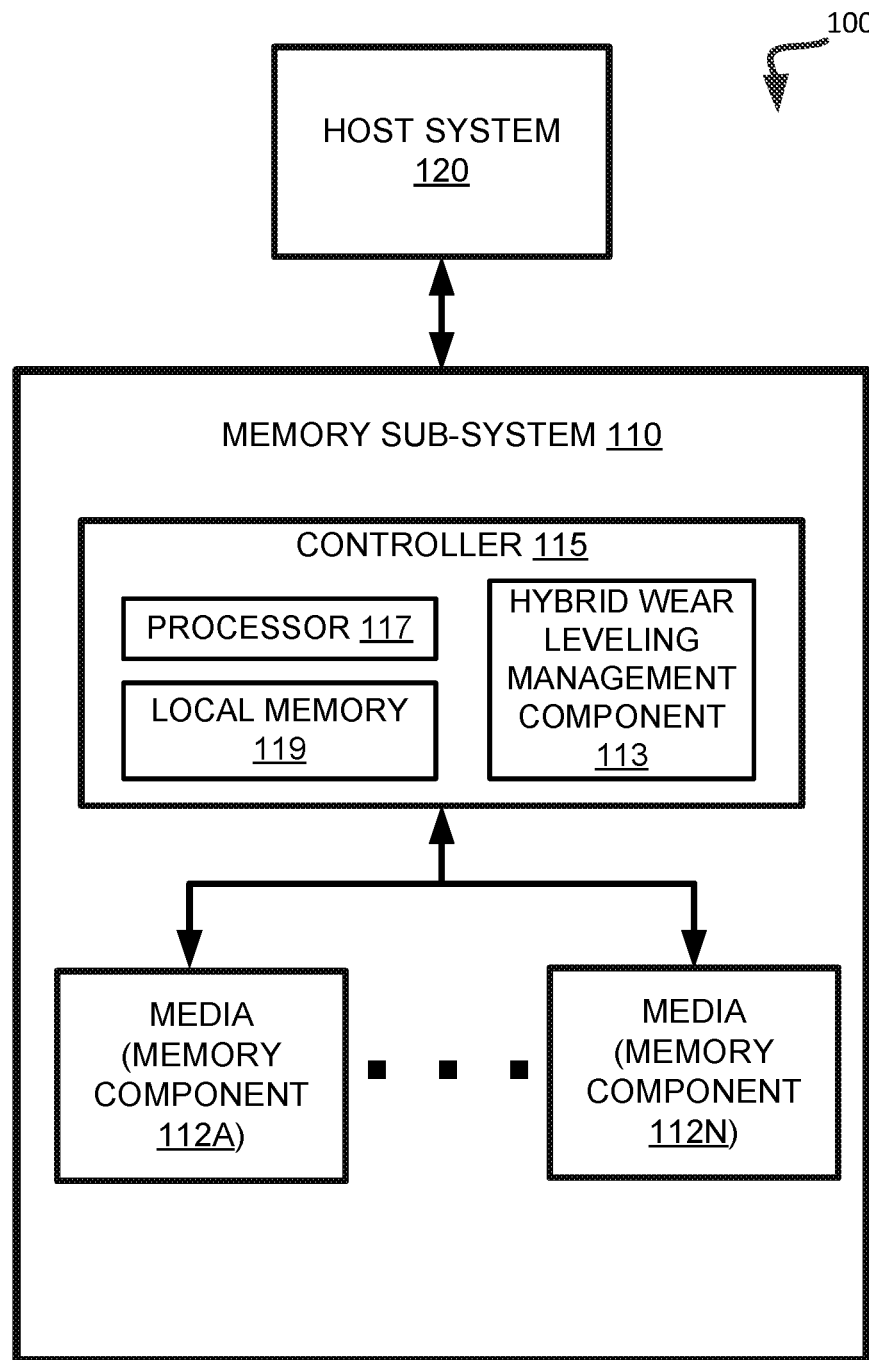 100
HOST SYSTEM
120
MEMORY SUB-SYSTEM 110
CONTROLLER 115
PROCESSOR 117
LOCAL MEMORY
119
HYBRID WEAR
LEVELING
MANAGEMENT
COMPONENT
113
MEDIA
(MEMORY
COMPONENT
112A)
MEDIA
(MEMORY
COMPONENT
112N)